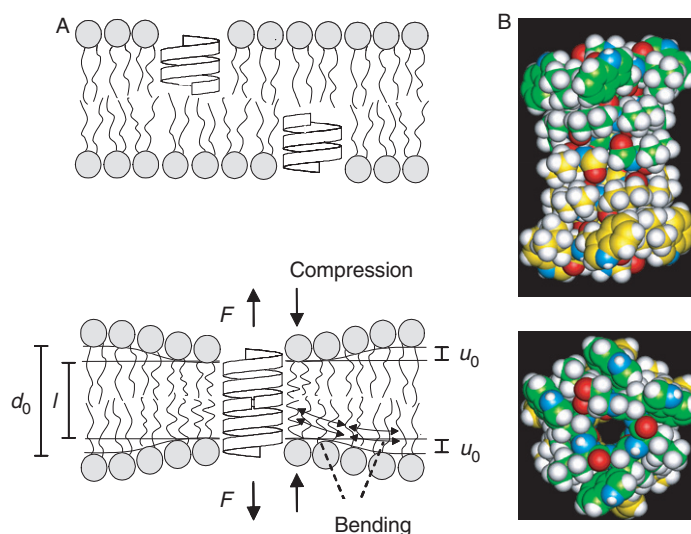 A
B
Compression
F
u₀
d₀
l
u₀
F
Bending